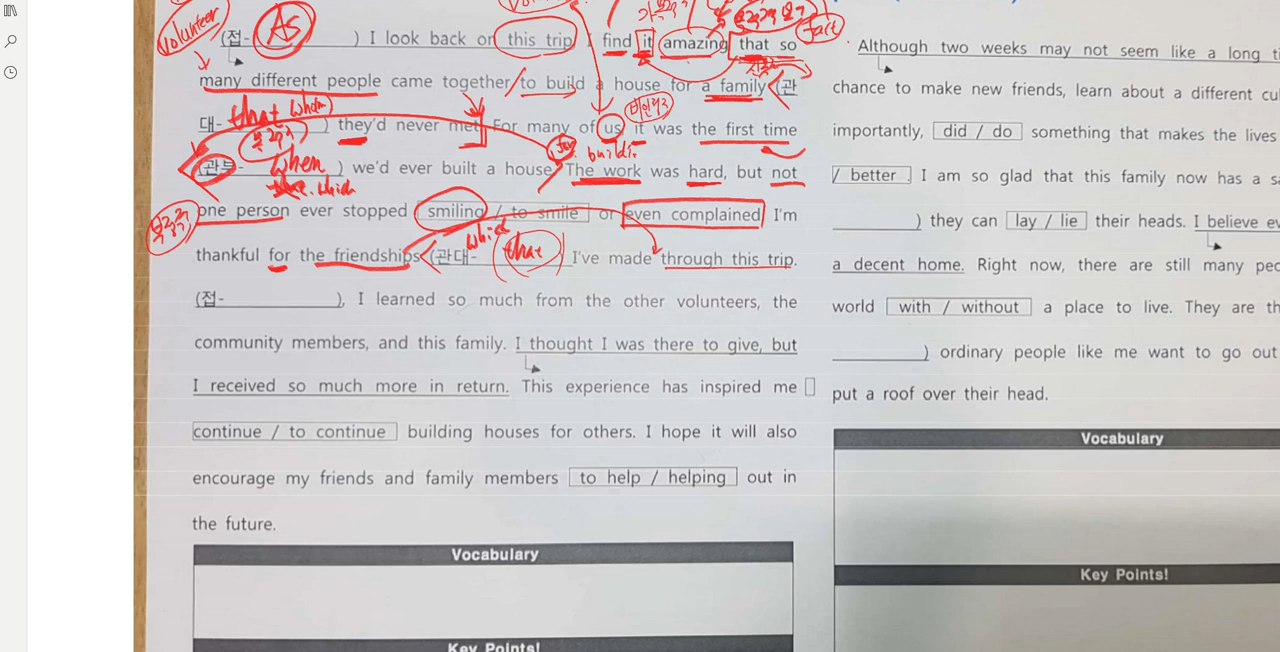 volunteer
(접- As ) I look back on this trip, I find it amazing that so
fact
many different people came together to build a house for a family (관
대- that whom ) they'd never met. For many of us, it was the first time
비인칭
build
(관부- when ) we'd ever built a house. The work was hard, but not
which
one person ever stopped smiling / to smile or even complained. I'm
thankful for the friendships (관대- which that ) I've made through this trip.
(접- ), I learned so much from the other volunteers, the
community members, and this family. I thought I was there to give, but
I received so much more in return. This experience has inspired me
continue / to continue building houses for others. I hope it will also
encourage my friends and family members to help / helping out in
the future.
Vocabulary
Key Points!
Although two weeks may not seem like a long
chance to make new friends, learn about a different
importantly, did / do something that makes the lives
/ better I am so glad that this family now has a
) they can lay / lie their heads. I believe
a decent home. Right now, there are still many
world with / without a place to live. They are
) ordinary people like me want to go out
put a roof over their head.
Vocabulary
Key Points!